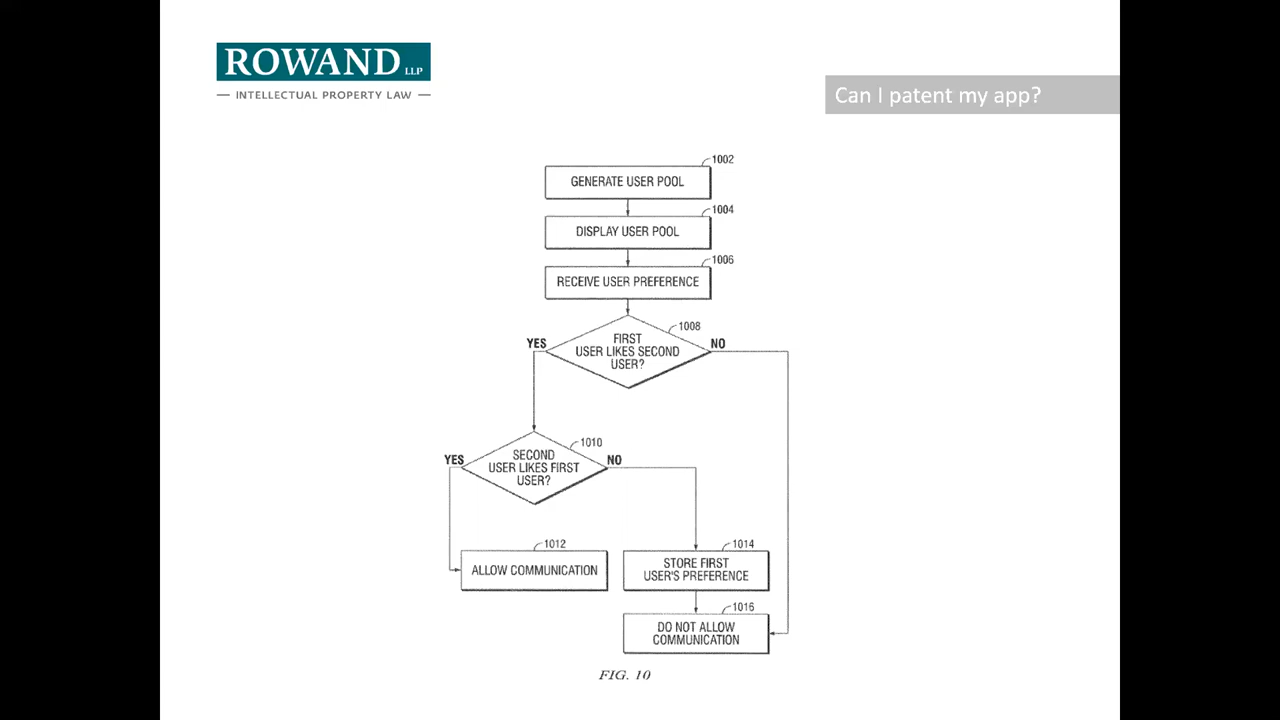 ROWAND LLP
INTELLECTUAL PROPERTY LAW
Can I patent my app?
1002
GENERATE USER POOL
1004
DISPLAY USER POOL
1006
RECEIVE USER PREFERENCE
1008
FIRST
USER LIKES SECOND
USER?
YES
NO
1010
SECOND
USER LIKES FIRST
USER?
YES
NO
1012
ALLOW COMMUNICATION
1014
STORE FIRST
USER'S PREFERENCE
1016
DO NOT ALLOW
COMMUNICATION
FIG. 10